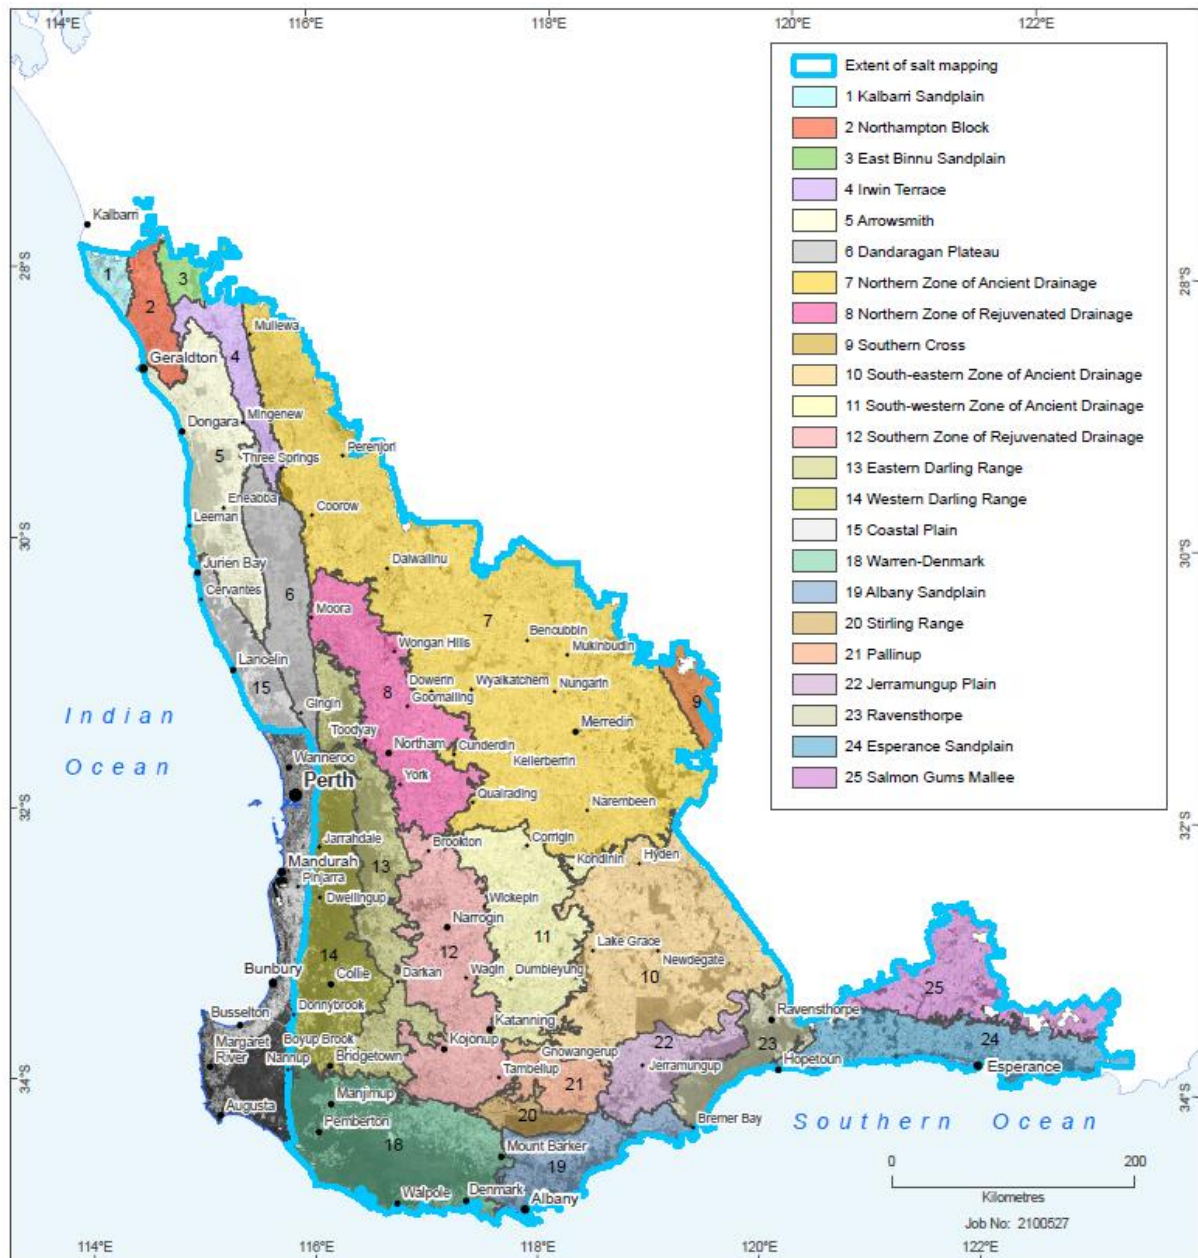 114°E 116°E 118°E 120°E 122°E
Extent of salt mapping
1 Kalbarri Sandplain
2 Northampton Block
3 East Binnu Sandplain
4 Irwin Terrace
5 Arrowsmith
6 Dandaragan Plateau
7 Northern Zone of Ancient Drainage
8 Northern Zone of Rejuvenated Drainage
9 Southern Cross
10 South-eastern Zone of Ancient Drainage
11 South-western Zone of Ancient Drainage
12 Southern Zone of Rejuvenated Drainage
13 Eastern Darling Range
14 Western Darling Range
15 Coastal Plain
18 Warren-Denmark
19 Albany Sandplain
20 Stirling Range
21 Pallinup
22 Jerramungup Plain
23 Ravensthorpe
24 Esperance Sandplain
25 Salmon Gums Mallee
Kalbarri
28°S 28°S
1
3
2
Mullewa
Geraldton
4
Dongara
Mingenew
Perenjori
5
Three Springs
Eneabba
Coorow
Leeman
30°S 30°S
Jurien Bay
Dalwallinu
Cervantes
6
Moora
7
Bencubbin
Wongan Hills
Mukinbudin
Lancelin
Dowerin
Wyalkatchem
Nungarin
15
8
Goomalling
9
Gingin
Indian
Ocean
Toodyay
Merredin
Northam
Cunderdin
Wanneroo
Kellerberrin
Perth
York
Quairading
Narembeen
32°S 32°S
Jarrahdale
Brookton
Corrigin
Mandurah
13
Kondinin
Hyden
Pinjarra
Dwellingup
Wickepin
Narrogin
11
14
12
Lake Grace
Newdegate
Bunbury
Collie
Darkan
Wagin
Dumbleyung
10
25
Donnybrook
Busselton
Katanning
Ravensthorpe
Margaret
River
Boyup Brook
Kojonup
22
23
24
Nannup
Bridgetown
Gnowangerup
Jerramungup
Hopetoun
Esperance
34°S 34°S
Tambellup
21
Manjimup
Augusta
20
Bremer Bay
Southern Ocean
Pemberton
18
Mount Barker
19
Walpole
Denmark
Albany
0 200
Kilometres
Job No: 2100527
114°E 116°E 118°E 120°E 122°E